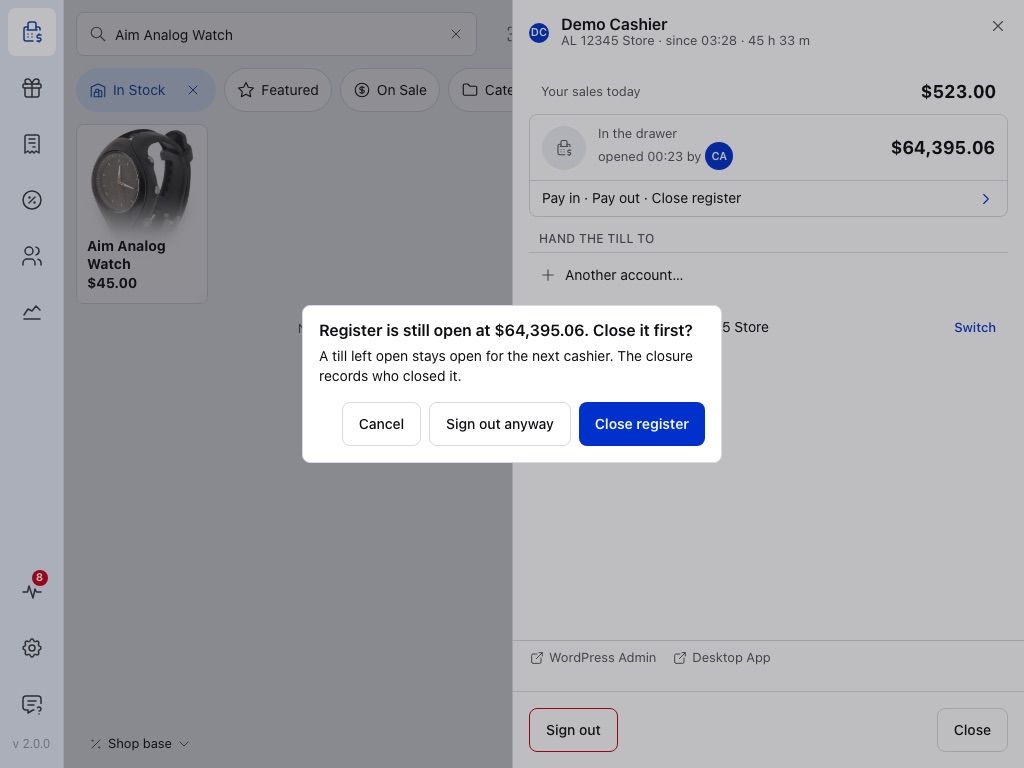 Aim Analog Watch
In Stock
Featured
On Sale
Cate
Aim Analog
Watch
$45.00
8
v 2.0.0
Shop base
DC
Demo Cashier
AL 12345 Store · since 03:28 · 45 h 33 m
Your sales today
$523.00
In the drawer
opened 00:23 by CA
$64,395.06
Pay in · Pay out · Close register
HAND THE TILL TO
Another account...
5 Store
Switch
Register is still open at $64,395.06. Close it first?
A till left open stays open for the next cashier. The closure
records who closed it.
Cancel
Sign out anyway
Close register
WordPress Admin
Desktop App
Sign out
Close